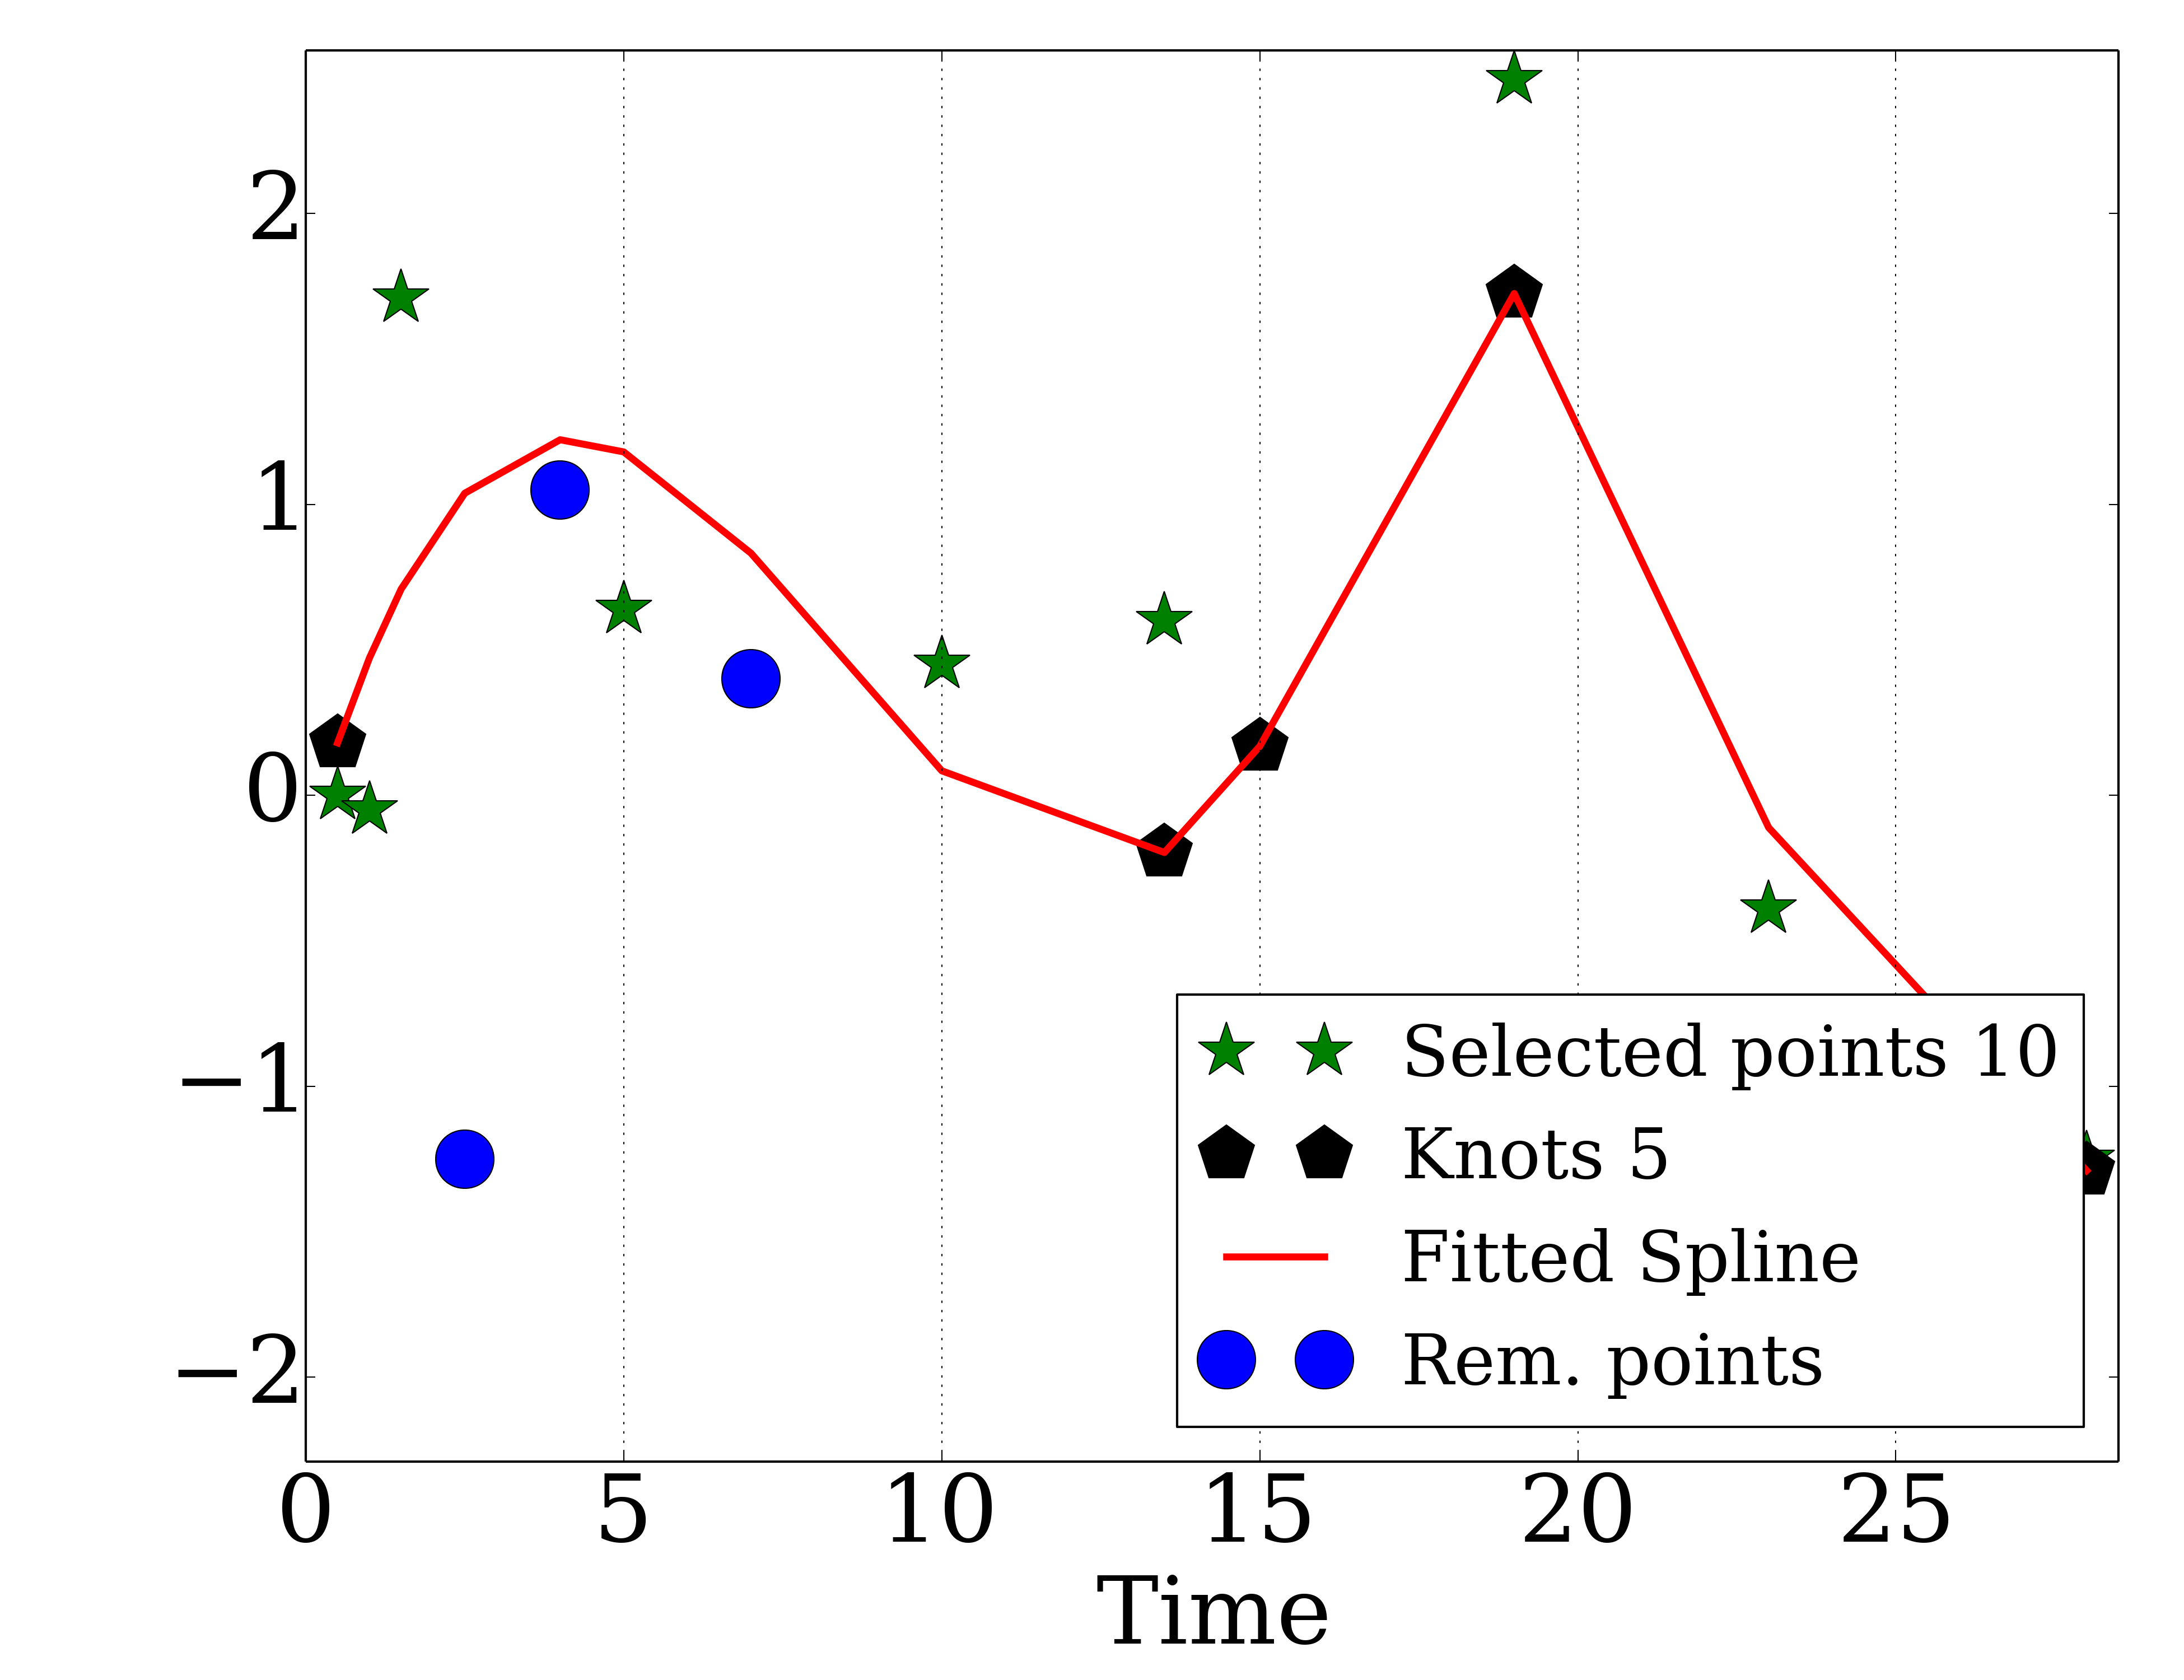 2
1
0
−1
−2
Selected points 10
Knots 5
Fitted Spline
Rem. points
0 5 10 15 20 25
Time